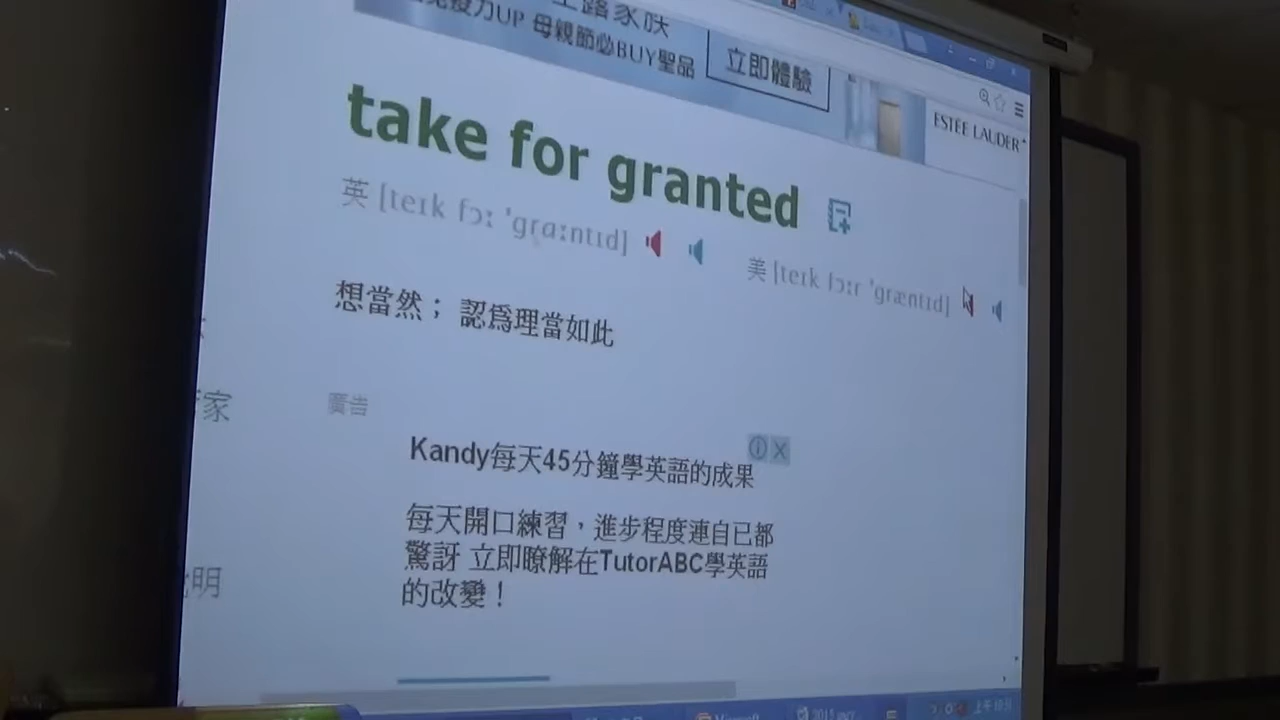 免疫力UP 母親節必BUY聖品
立即體驗
ESTĒE LAUDER
take for granted
英 [teɪk fɔː 'grɑːntɪd]
美 [teɪk fɔːr 'græntɪd]
想當然； 認爲理當如此
家
廣告
Kandy每天45分鐘學英語的成果
每天開口練習，進步程度連自已都
驚訝 立即瞭解在TutorABC學英語
明
的改變！
Microsoft